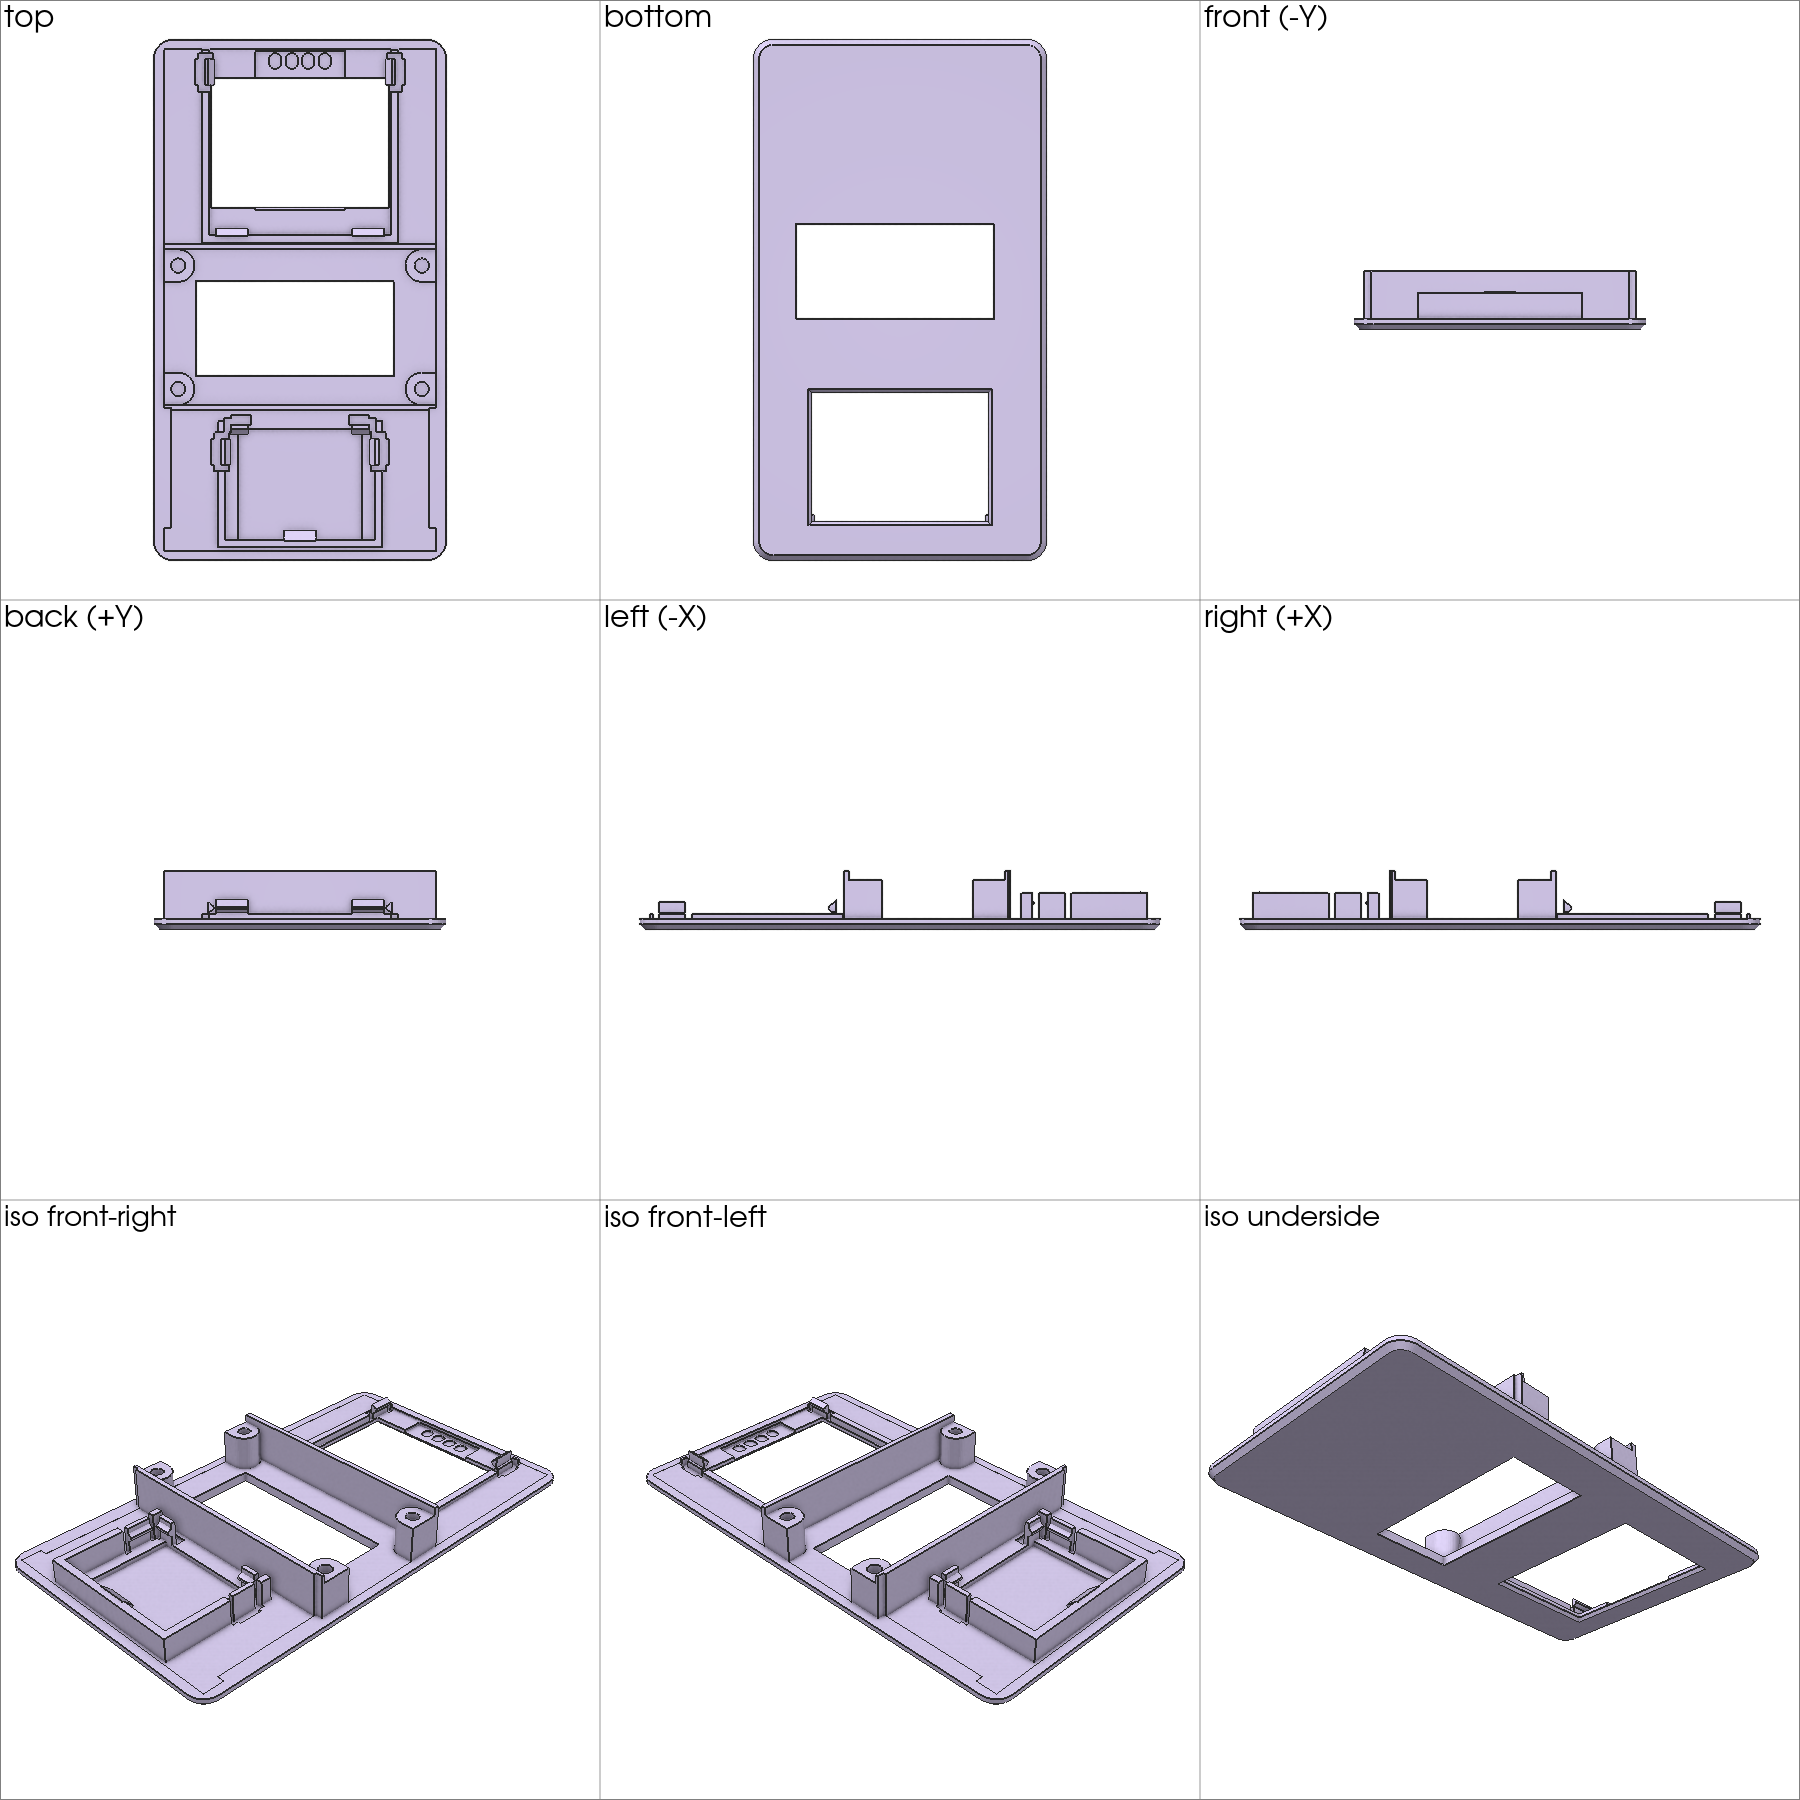 top
bottom
front (-Y)
back (+Y)
left (-X)
right (+X)
iso front-right
iso front-left
iso underside